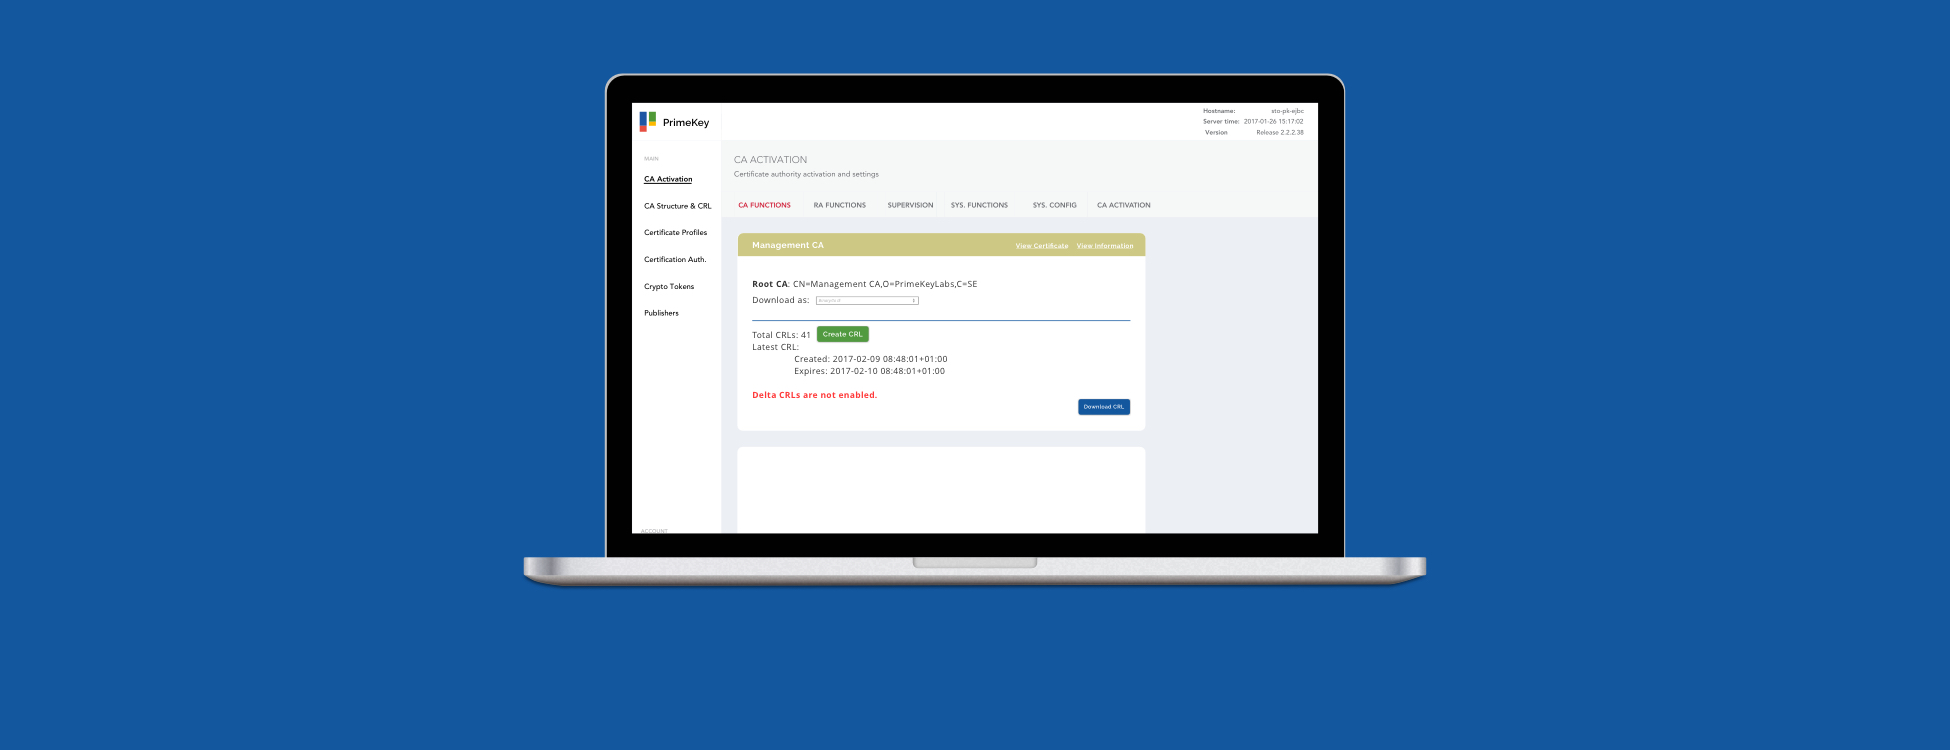 PrimeKey
Hostname: sto-pk-ejbc
Server time: 2017-01-26 15:17:02
Version Release 2.2.2.38
MAIN
CA Activation
CA Structure & CRL
Certificate Profiles
Certification Auth.
Crypto Tokens
Publishers
ACCOUNT
CA ACTIVATION
Certificate authority activation and settings
CA FUNCTIONS RA FUNCTIONS SUPERVISION SYS. FUNCTIONS SYS. CONFIG CA ACTIVATION
Management CA View Certificate View Information
Root CA: CN=Management CA,O=PrimeKeyLabs,C=SE
Download as:
Total CRLs: 41 Create CRL
Latest CRL:
Created: 2017-02-09 08:48:01+01:00
Expires: 2017-02-10 08:48:01+01:00
Delta CRLs are not enabled.
Download CRL